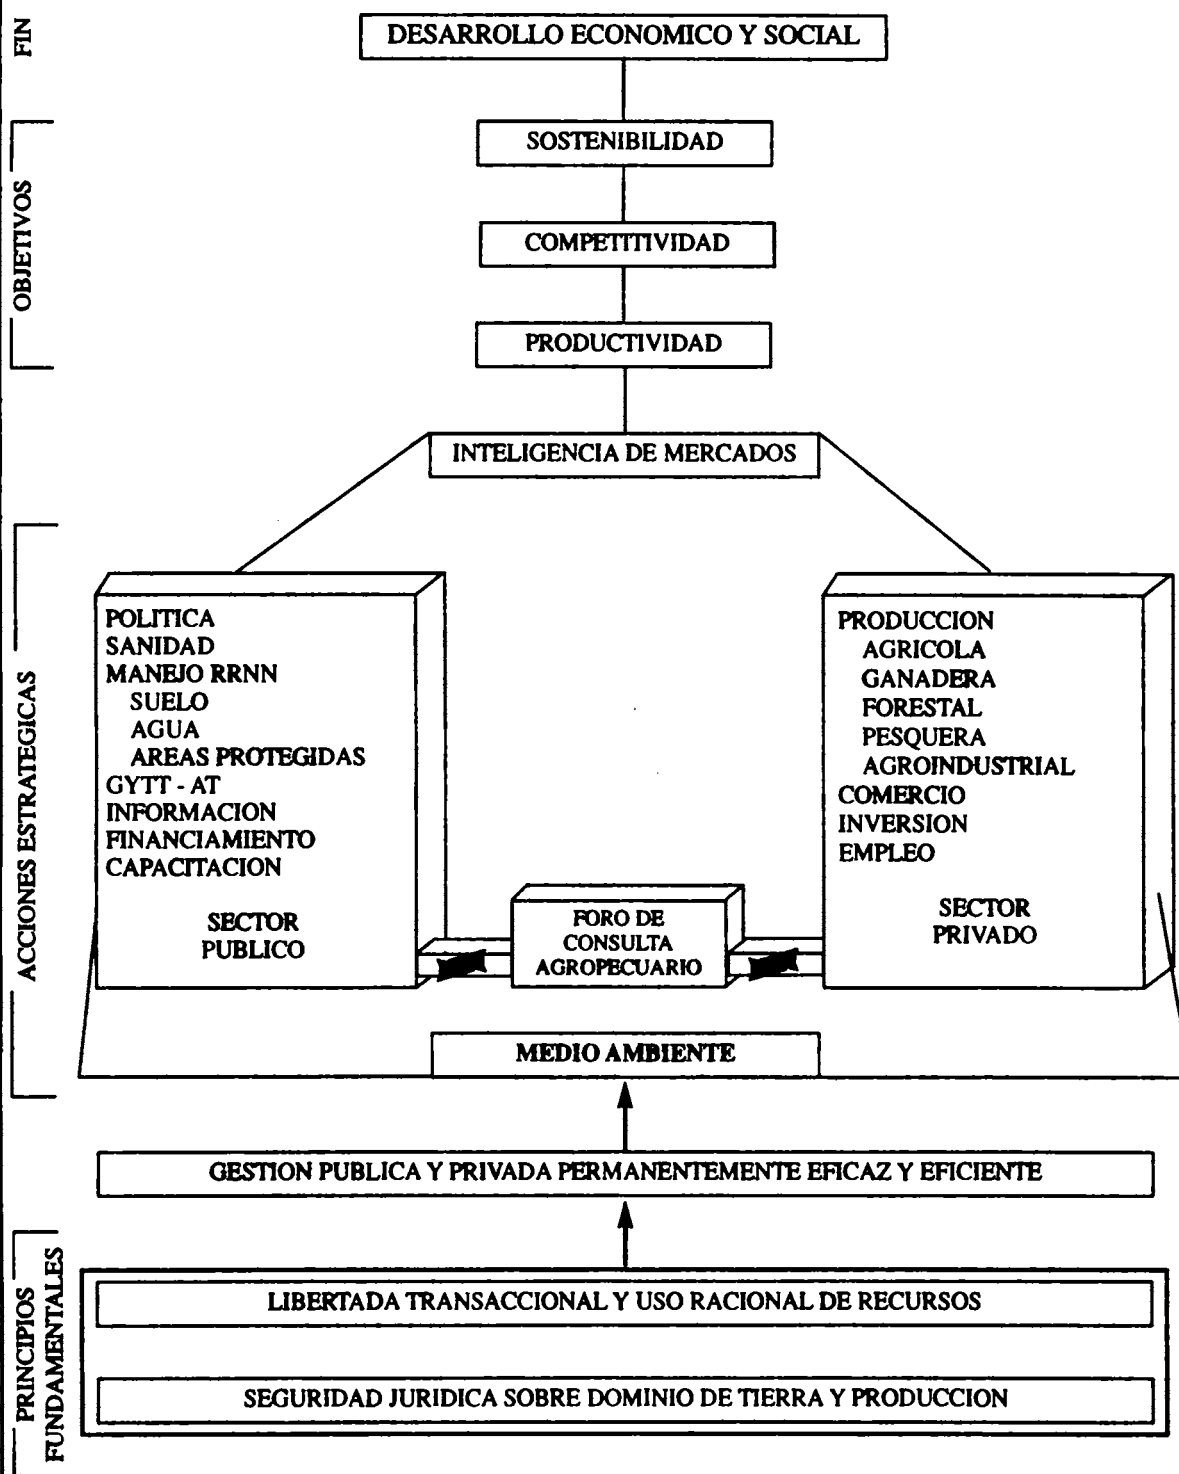 FIN
DESARROLLO ECONOMICO Y SOCIAL
OBJETIVOS
SOSTENIBILIDAD
COMPETITIVIDAD
PRODUCTIVIDAD
INTELIGENCIA DE MERCADOS
ACCIONES ESTRATEGICAS
POLITICA
SANIDAD
MANEJO RRNN
SUELO
AGUA
AREAS PROTEGIDAS
GYTT - AT
INFORMACION
FINANCIAMIENTO
CAPACITACION
SECTOR
PUBLICO
FORO DE
CONSULTA
AGROPECUARIO
PRODUCCION
AGRICOLA
GANADERA
FORESTAL
PESQUERA
AGROINDUSTRIAL
COMERCIO
INVERSION
EMPLEO
SECTOR
PRIVADO
MEDIO AMBIENTE
GESTION PUBLICA Y PRIVADA PERMANENTEMENTE EFICAZ Y EFICIENTE
PRINCIPIOS
FUNDAMENTALES
LIBERTADA TRANSACCIONAL Y USO RACIONAL DE RECURSOS
SEGURIDAD JURIDICA SOBRE DOMINIO DE TIERRA Y PRODUCCION